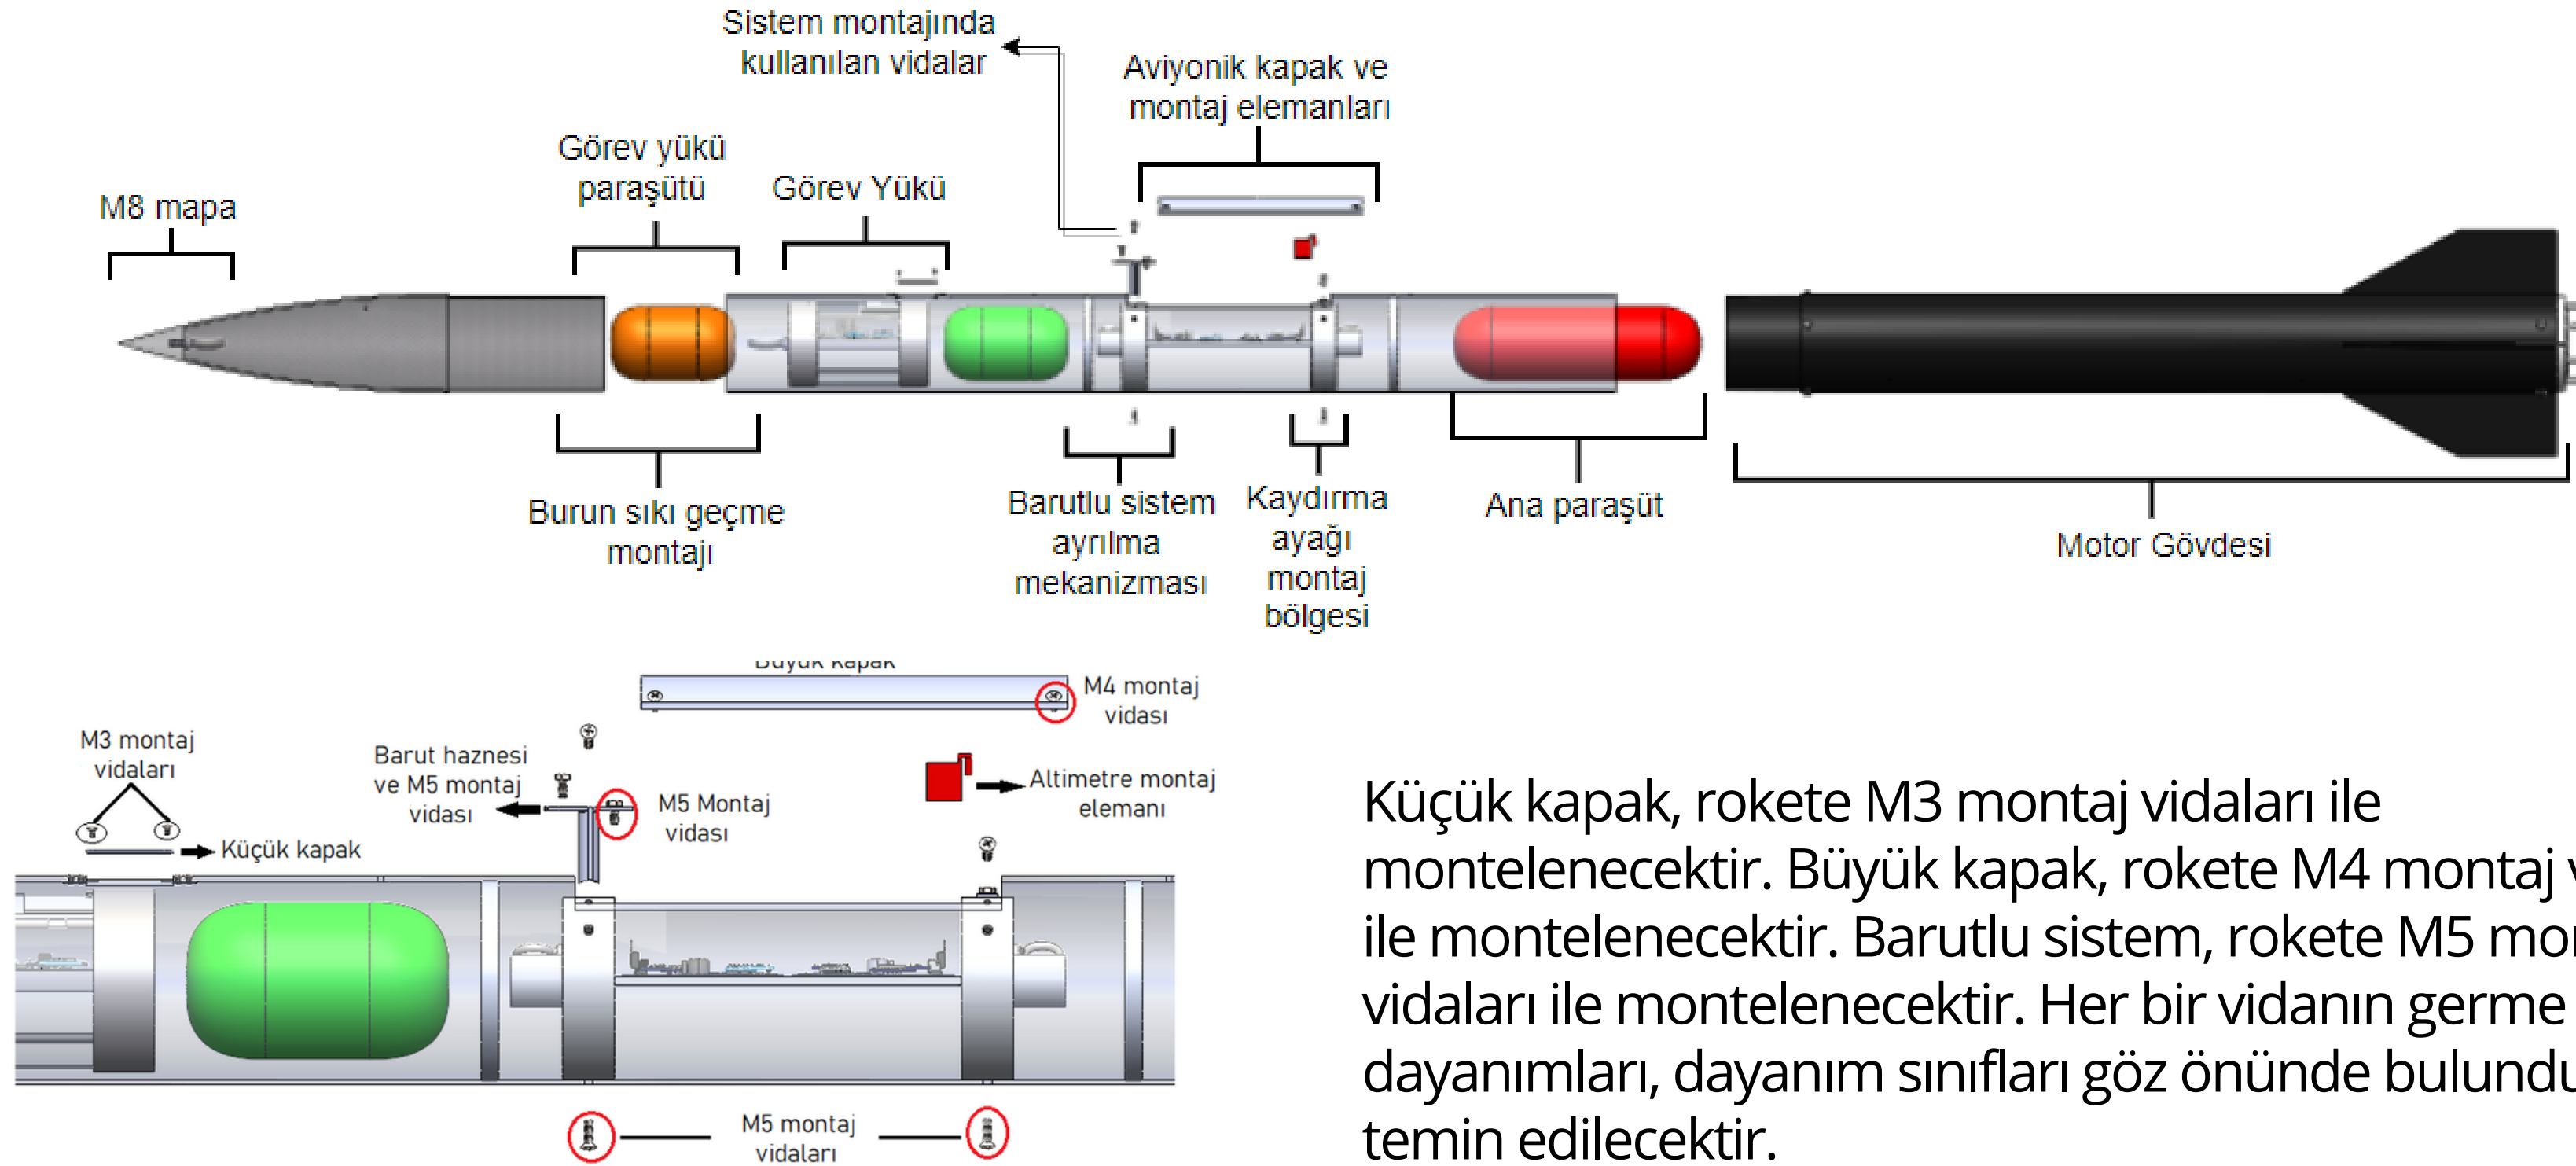 Sistem montajında
kullanılan vidalar
Aviyonik kapak ve
montaj elemanları
Görev yükü
paraşütü
Görev Yükü
M8 mapa
Burun sıkı geçme
montajı
Barutlu sistem
ayrılma
mekanizması
Kaydırma
ayağı
montaj
bölgesi
Ana paraşüt
Motor Gövdesi
Büyük kapak
M4 montaj
vidası
M3 montaj
vidaları
Barut haznesi
ve M5 montaj
vidası
M5 Montaj
vidası
Altimetre montaj
elemanı
Küçük kapak
M5 montaj
vidaları
Küçük kapak, rokete M3 montaj vidaları ile
montelenecektir. Büyük kapak, rokete M4 montaj
ile montelenecektir. Barutlu sistem, rokete M5
vidaları ile montelenecektir. Her bir vidanın germe
dayanımları, dayanım sınıfları göz önünde
temin edilecektir.